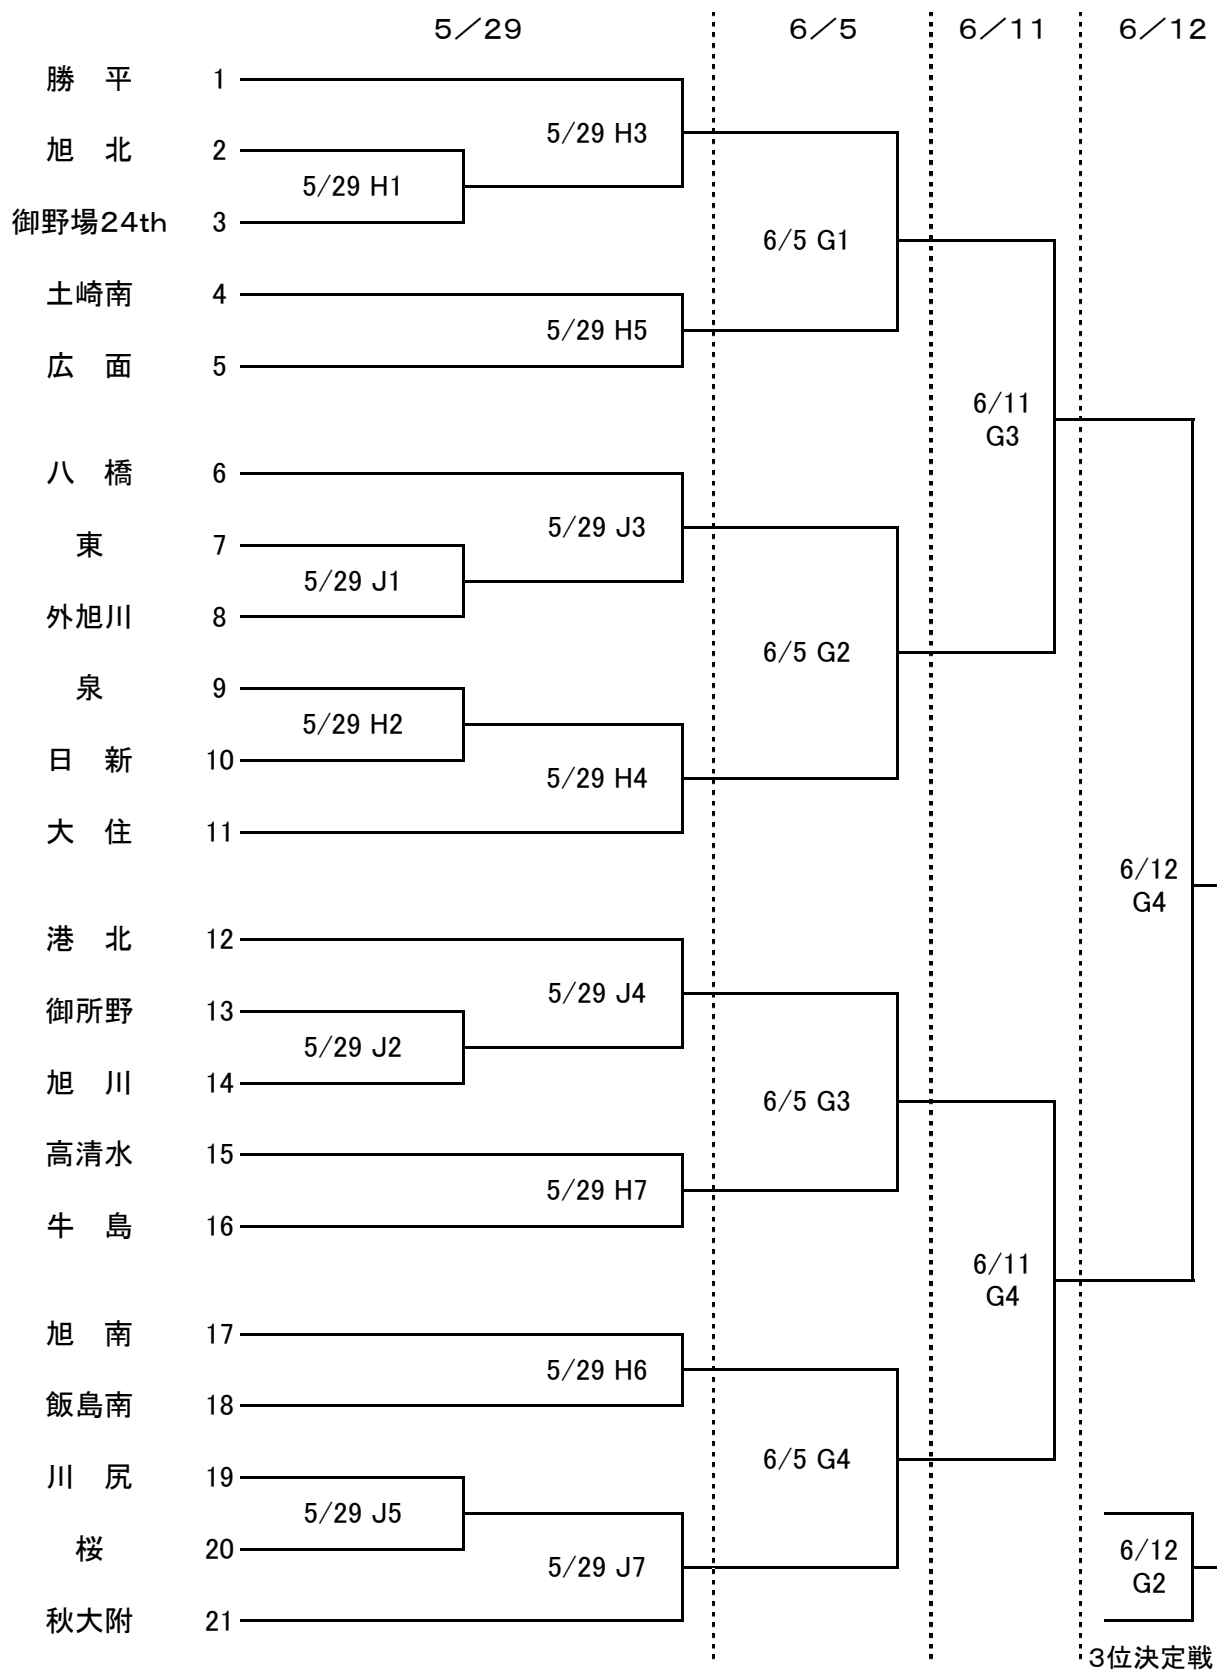 5／29　6／5　6／11　6／12
勝　平　1
5/29 H3
旭　北　2
5/29 H1
御野場24th　3
6/5 G1
土崎南　4
5/29 H5
広　面　5
6/11
G3
八　橋　6
5/29 J3
東　7
5/29 J1
外旭川　8
6/5 G2
泉　9
5/29 H2
日　新　10
5/29 H4
大　住　11
6/12
G4
港　北　12
5/29 J4
御所野　13
5/29 J2
旭　川　14
6/5 G3
高清水　15
5/29 H7
牛　島　16
6/11
G4
旭　南　17
5/29 H6
飯島南　18
6/5 G4
川　尻　19
5/29 J5
桜　20
6/12
G2
5/29 J7
秋大附　21
3位決定戦